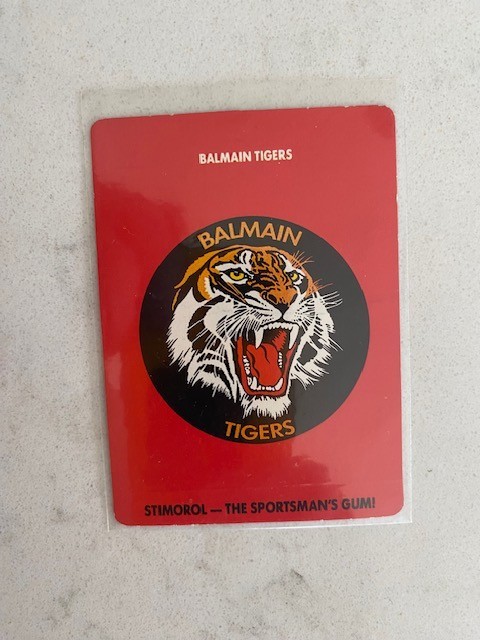 BALMAIN TIGERS
BALMAIN
TIGERS
STIMOROL — THE SPORTSMAN'S GUM!